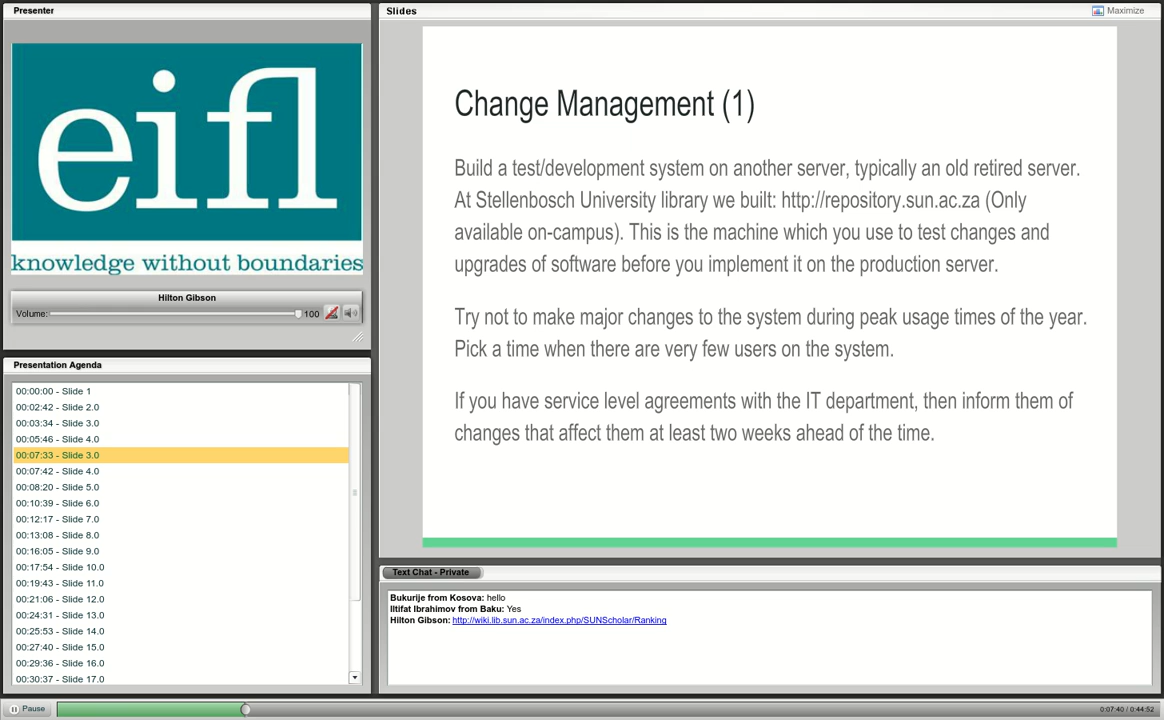 Presenter
eifl
knowledge without boundaries
Hilton Gibson
Volume: 100
Presentation Agenda
00:00:00 - Slide 1
00:02:42 - Slide 2.0
00:03:34 - Slide 3.0
00:05:46 - Slide 4.0
00:07:33 - Slide 3.0
00:07:42 - Slide 4.0
00:08:20 - Slide 5.0
00:10:39 - Slide 6.0
00:12:17 - Slide 7.0
00:13:08 - Slide 8.0
00:16:05 - Slide 9.0
00:17:54 - Slide 10.0
00:19:43 - Slide 11.0
00:21:06 - Slide 12.0
00:24:31 - Slide 13.0
00:25:53 - Slide 14.0
00:27:40 - Slide 15.0
00:29:36 - Slide 16.0
00:30:37 - Slide 17.0
Slides
Maximize
Change Management (1)
Build a test/development system on another server, typically an old retired server.
At Stellenbosch University library we built: http://repository.sun.ac.za (Only
available on-campus). This is the machine which you use to test changes and
upgrades of software before you implement it on the production server.
Try not to make major changes to the system during peak usage times of the year.
Pick a time when there are very few users on the system.
If you have service level agreements with the IT department, then inform them of
changes that affect them at least two weeks ahead of the time.
Text Chat - Private
Bukurije from Kosova: hello
Iltifat Ibrahimov from Baku: Yes
Hilton Gibson: http://wiki.lib.sun.ac.za/index.php/SUNScholar/Ranking
Pause
0:07:40 / 0:44:52